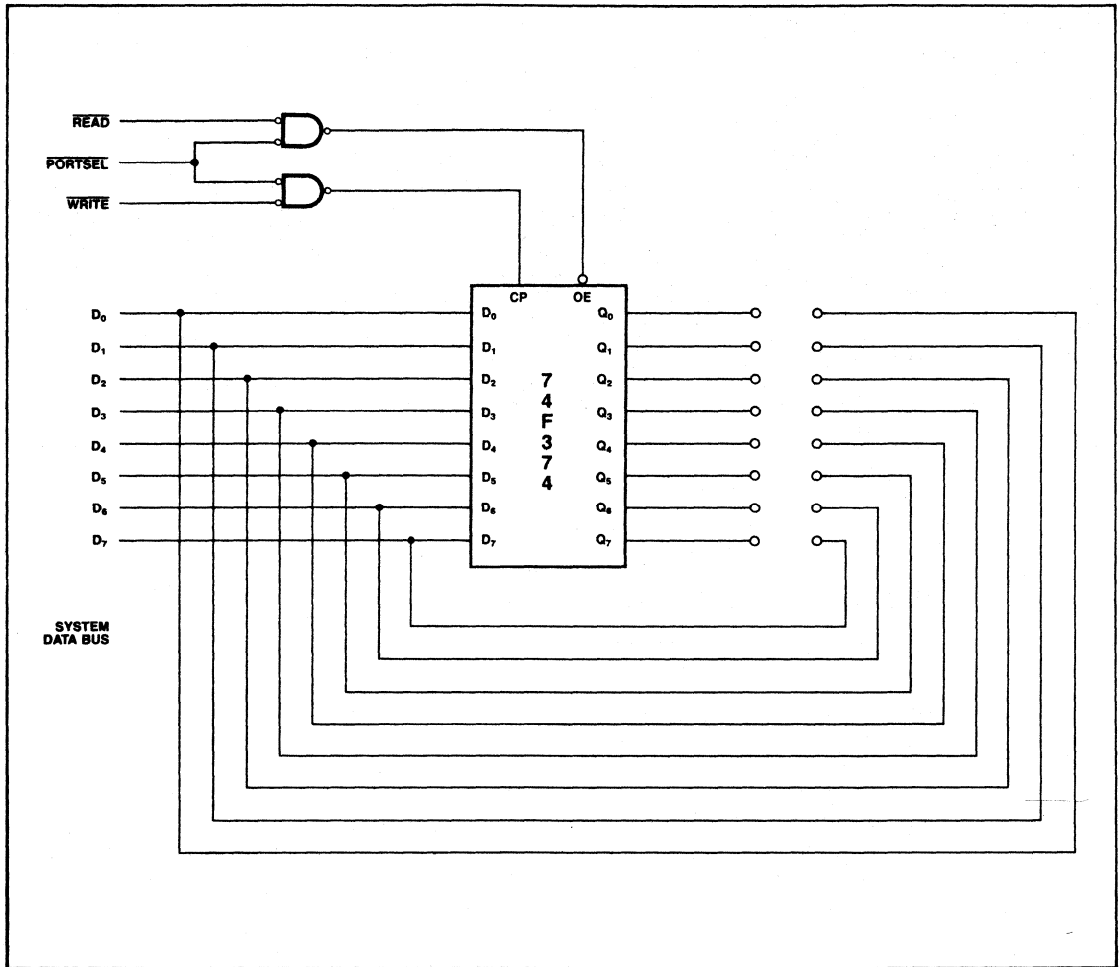 READ
PORTSEL
WRITE
CP OE
D₀ D₀ Q₀
D₁ D₁ Q₁
D₂ D₂ Q₂
D₃ D₃ Q₃
D₄ D₄ Q₄
D₅ D₅ Q₅
D₆ D₆ Q₆
D₇ D₇ Q₇
7
4
F
3
7
4
SYSTEM
DATA BUS